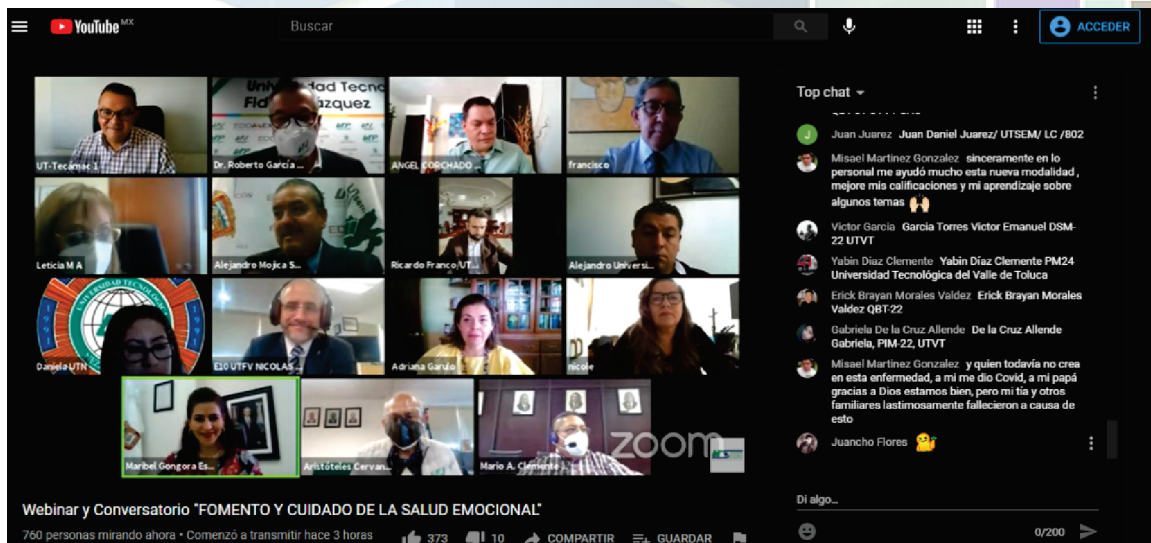 YouTube MX
Buscar
ACCEDER
UT-Tecámac 1
Dr. Roberto García ...
ANGEL CORCHADO ...
francisco
Leticia M A
Alejandro Mojica S...
Ricardo Franco/UT...
Alejandro Universi...
UNIVERSIDAD TECNOLÓGICA
1991
1991
Daniela UTN
E10 UTFV NICOLAS ...
Adriana Garulo
nicole
Maribel Gongora Es...
Aristóteles Cervan...
Mario A. Clemente
zoom
Webinar y Conversatorio "FOMENTO Y CUIDADO DE LA SALUD EMOCIONAL"
760 personas mirando ahora • Comenzó a transmitir hace 3 horas
373
10
COMPARTIR
GUARDAR
Top chat
Juan Juarez Juan Daniel Juarez/ UTSEM/ LC /802
Misael Martinez Gonzalez sinceramente en lo
personal me ayudó mucho esta nueva modalidad ,
mejore mis calificaciones y mi aprendizaje sobre
algunos temas
Victor Garcia Garcia Torres Victor Emanuel DSM-
22 UTVT
Yabin Diaz Clemente Yabin Díaz Clemente PM24
Universidad Tecnológica del Valle de Toluca
Erick Brayan Morales Valdez Erick Brayan Morales
Valdez QBT-22
Gabriela De la Cruz Allende De la Cruz Allende
Gabriela, PIM-22, UTVT
Misael Martinez Gonzalez y quien todavía no crea
en esta enfermedad, a mi me dio Covid, a mi papá
gracias a Dios estamos bien, pero mi tía y otros
familiares lastimosamente fallecieron a causa de
esto
Juancho Flores
Di algo...
0/200